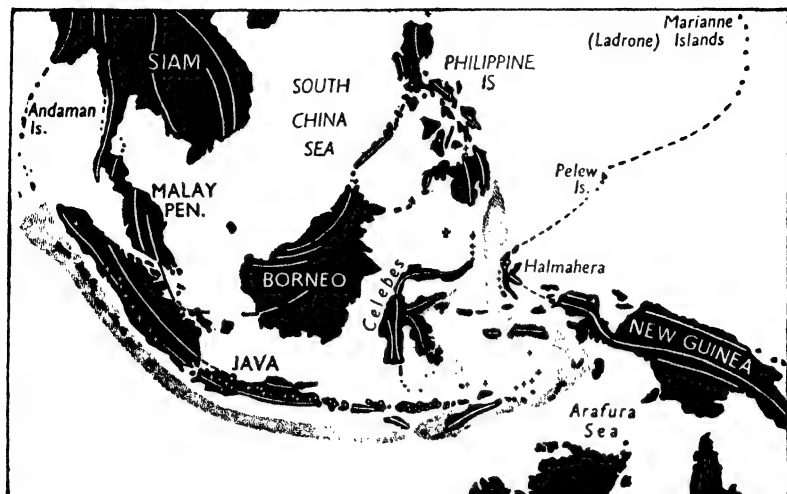 Marianne
(Ladrone)
Islands
SIAM
PHILIPPINE
IS
SOUTH
CHINA
SEA
Andaman
Is.
Pelew
Is.
MALAY
PEN.
BORNEO
Celebes
Halmahera
NEW GUINEA
JAVA
Arafura
Sea